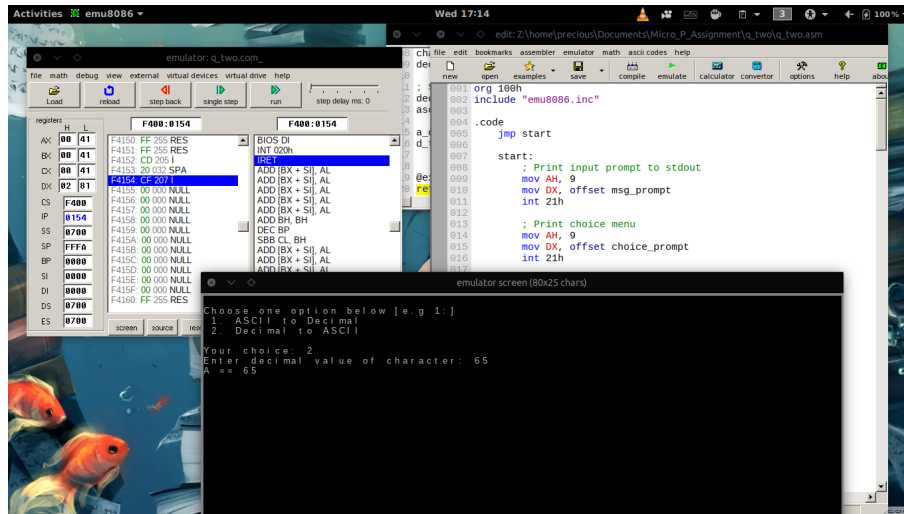 Activities emu8086 Wed 17:14 3 100%
edit: Z:\home\precious\Documents\Micro_P_Assignment\q_two\q_two.asm
file edit bookmarks assembler emulator math ascii codes help
new open examples save compile emulate calculator convertor options help abou
001 org 100h
002 include "emu8086.inc"
003
004 .code
005 jmp start
006
007 start:
008 ; Print input prompt to stdout
009 mov AH, 9
010 mov DX, offset msg_prompt
011 int 21h
012
013 ; Print choice menu
014 mov AH, 9
015 mov DX, offset choice_prompt
016 int 21h
017
emulator: q_two.com_
file math debug view external virtual devices virtual drive help
Load reload step back single step run step delay ms: 0
registers
H L
AX 00 41
BX 00 41
CX 00 41
DX 02 81
CS F400
IP 0154
SS 0700
SP FFFA
BP 0000
SI 0000
DI 0000
DS 0700
ES 0700
F400:0154 F400:0154
F4150: FF 255 RES
F4151: FF 255 RES
F4152: CD 205 I
F4153: 20 032 SPA
F4154: CF 207 I
F4155: 00 000 NULL
F4156: 00 000 NULL
F4157: 00 000 NULL
F4158: 00 000 NULL
F4159: 00 000 NULL
F415A: 00 000 NULL
F415B: 00 000 NULL
F415C: 00 000 NULL
F415D: 00 000 NULL
F415E: 00 000 NULL
F415F: 00 000 NULL
F4160: FF 255 RES
BIOS DI
INT 020h
IRET
ADD [BX + SI], AL
ADD [BX + SI], AL
ADD [BX + SI], AL
ADD [BX + SI], AL
ADD [BX + SI], AL
ADD BH, BH
DEC BP
SBB CL, BH
ADD [BX + SI], AL
ADD [BX + SI], AL
ADD [BX + SI], AL
screen source res
emulator screen (80x25 chars)
Choose one option below [e.g 1:]
1. ASCII to Decimal
2. Decimal to ASCII
Your choice: 2
Enter decimal value of character: 65
A == 65